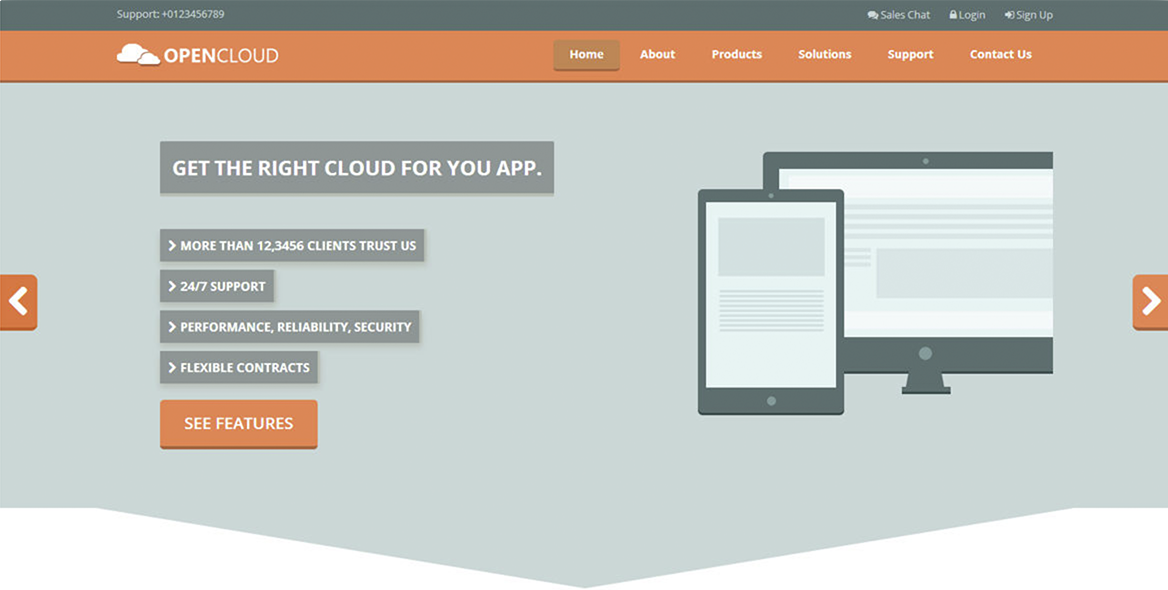 Support: +0123456789
Sales Chat
Login
Sign Up
OPENCLOUD
Home
About
Products
Solutions
Support
Contact Us
GET THE RIGHT CLOUD FOR YOU APP.
MORE THAN 12,3456 CLIENTS TRUST US
24/7 SUPPORT
PERFORMANCE, RELIABILITY, SECURITY
FLEXIBLE CONTRACTS
SEE FEATURES